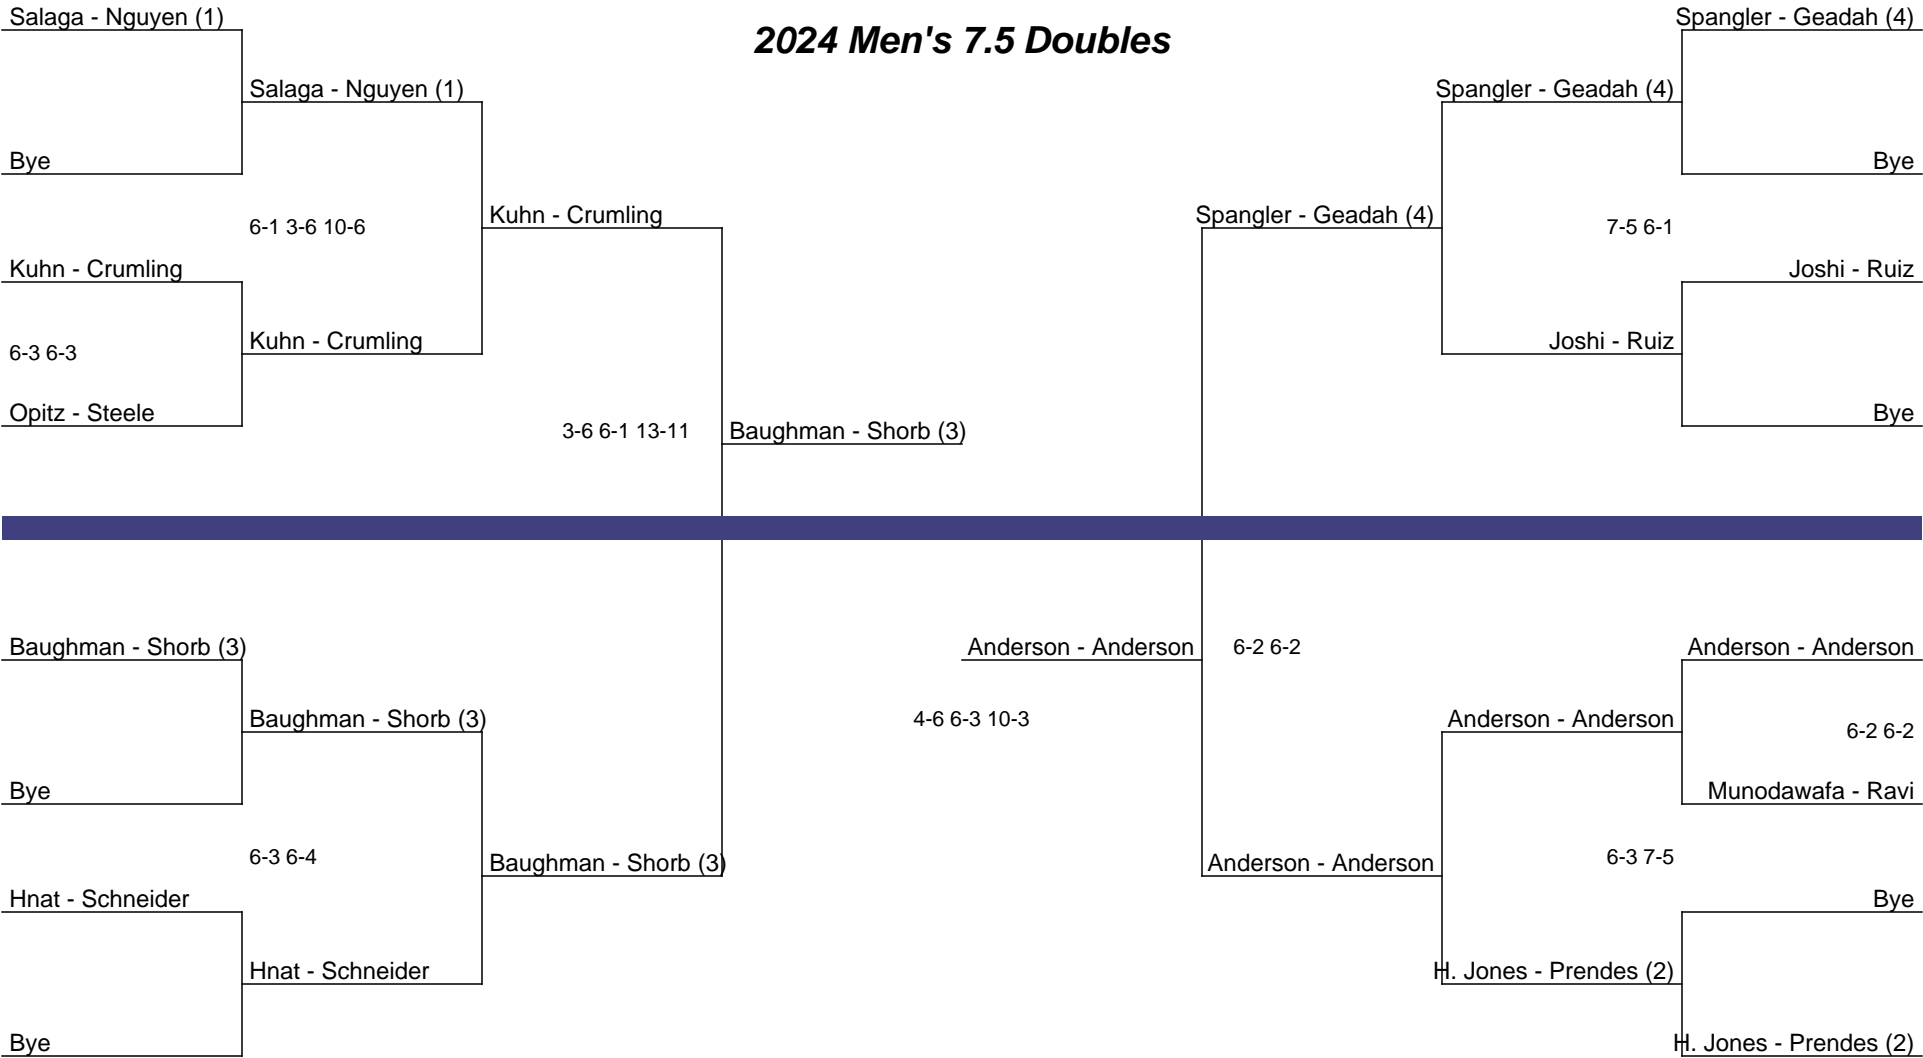 2024 Men's 7.5 Doubles
Salaga - Nguyen (1)
Salaga - Nguyen (1)
Bye
6-1 3-6 10-6
Kuhn - Crumling
Kuhn - Crumling
Kuhn - Crumling
6-3 6-3
Opitz - Steele
3-6 6-1 13-11
Baughman - Shorb (3)
Baughman - Shorb (3)
Baughman - Shorb (3)
Bye
6-3 6-4
Baughman - Shorb (3)
Hnat - Schneider
Hnat - Schneider
Bye
Spangler - Geadah (4)
Spangler - Geadah (4)
Bye
Spangler - Geadah (4)
7-5 6-1
Joshi - Ruiz
Joshi - Ruiz
Bye
Anderson - Anderson
6-2 6-2
4-6 6-3 10-3
Anderson - Anderson
Anderson - Anderson
6-2 6-2
Munodawafa - Ravi
Anderson - Anderson
6-3 7-5
Bye
H. Jones - Prendes (2)
H. Jones - Prendes (2)